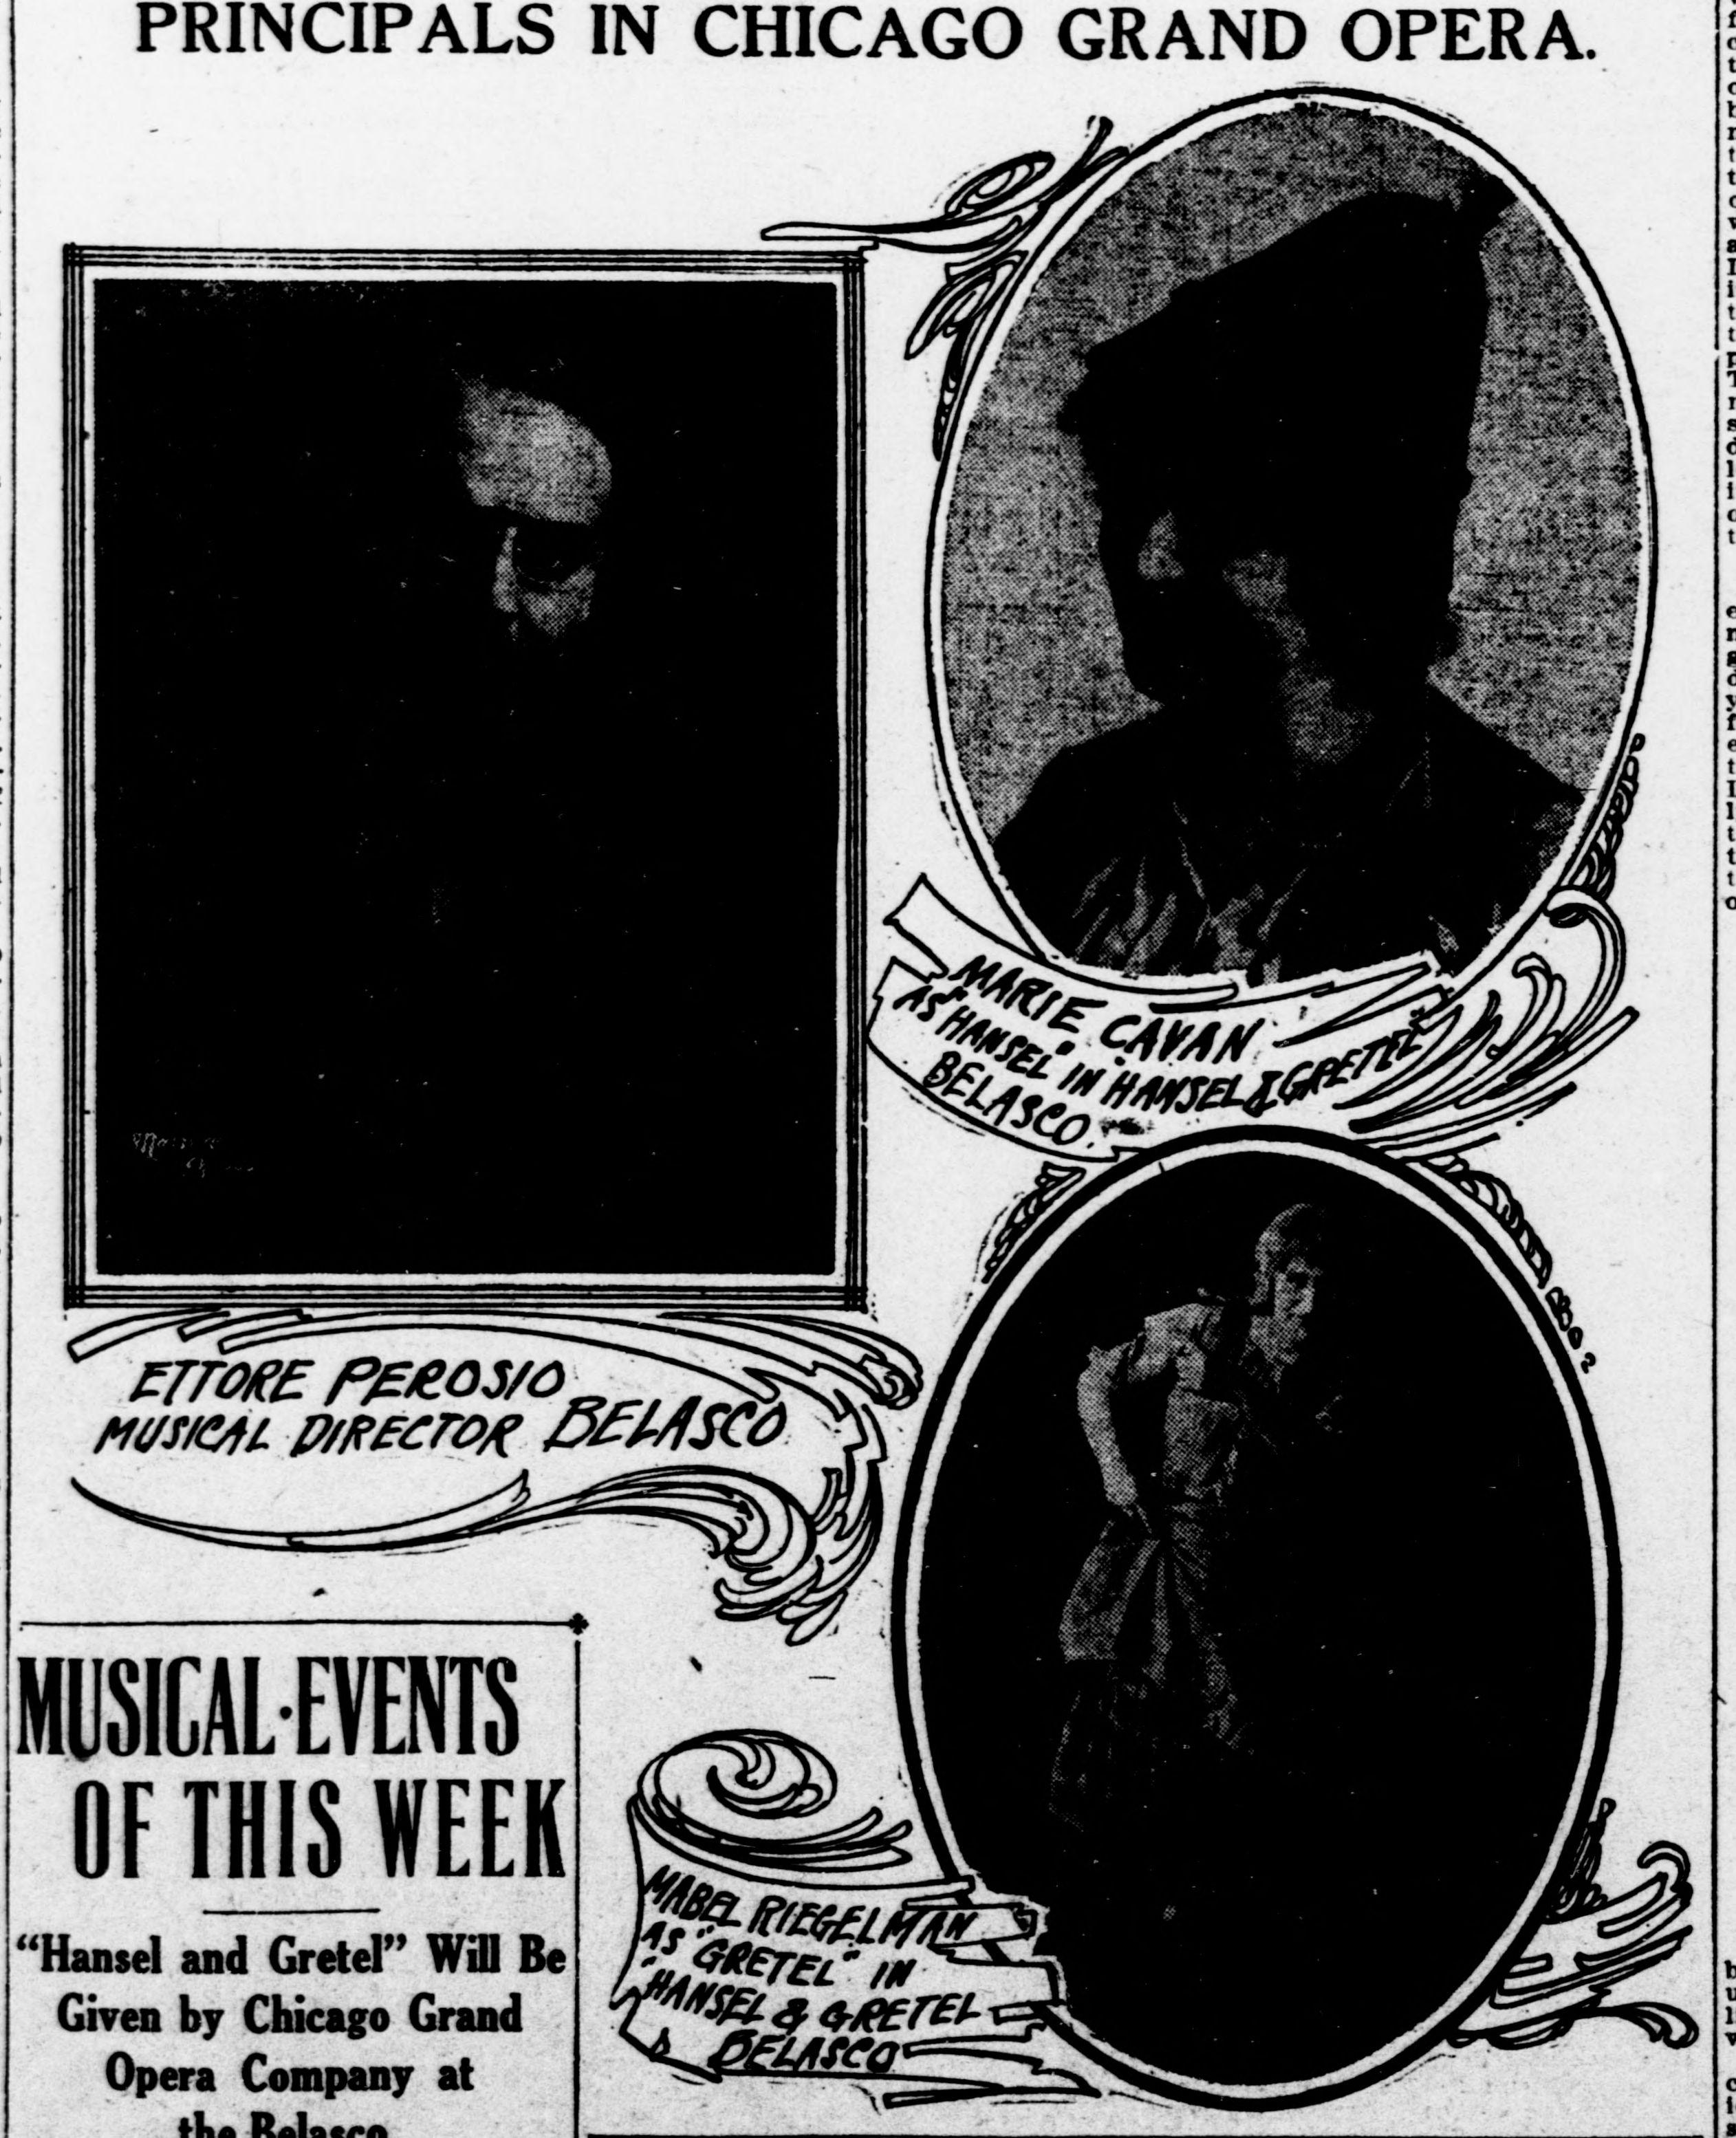 PRINCIPALS IN CHICAGO GRAND OPERA.
MARIE CAVAN
AS "HANSEL" IN HANSEL & GRETEL"
BELASCO.
ETTORE PEROSIO
MUSICAL DIRECTOR BELASCO
MABEL RIEGELMAN
AS "GRETEL" IN
"HANSEL & GRETEL
BELASCO
MUSICAL·EVENTS
OF THIS WEEK
"Hansel and Gretel" Will Be
Given by Chicago Grand
Opera Company at
the Belasco